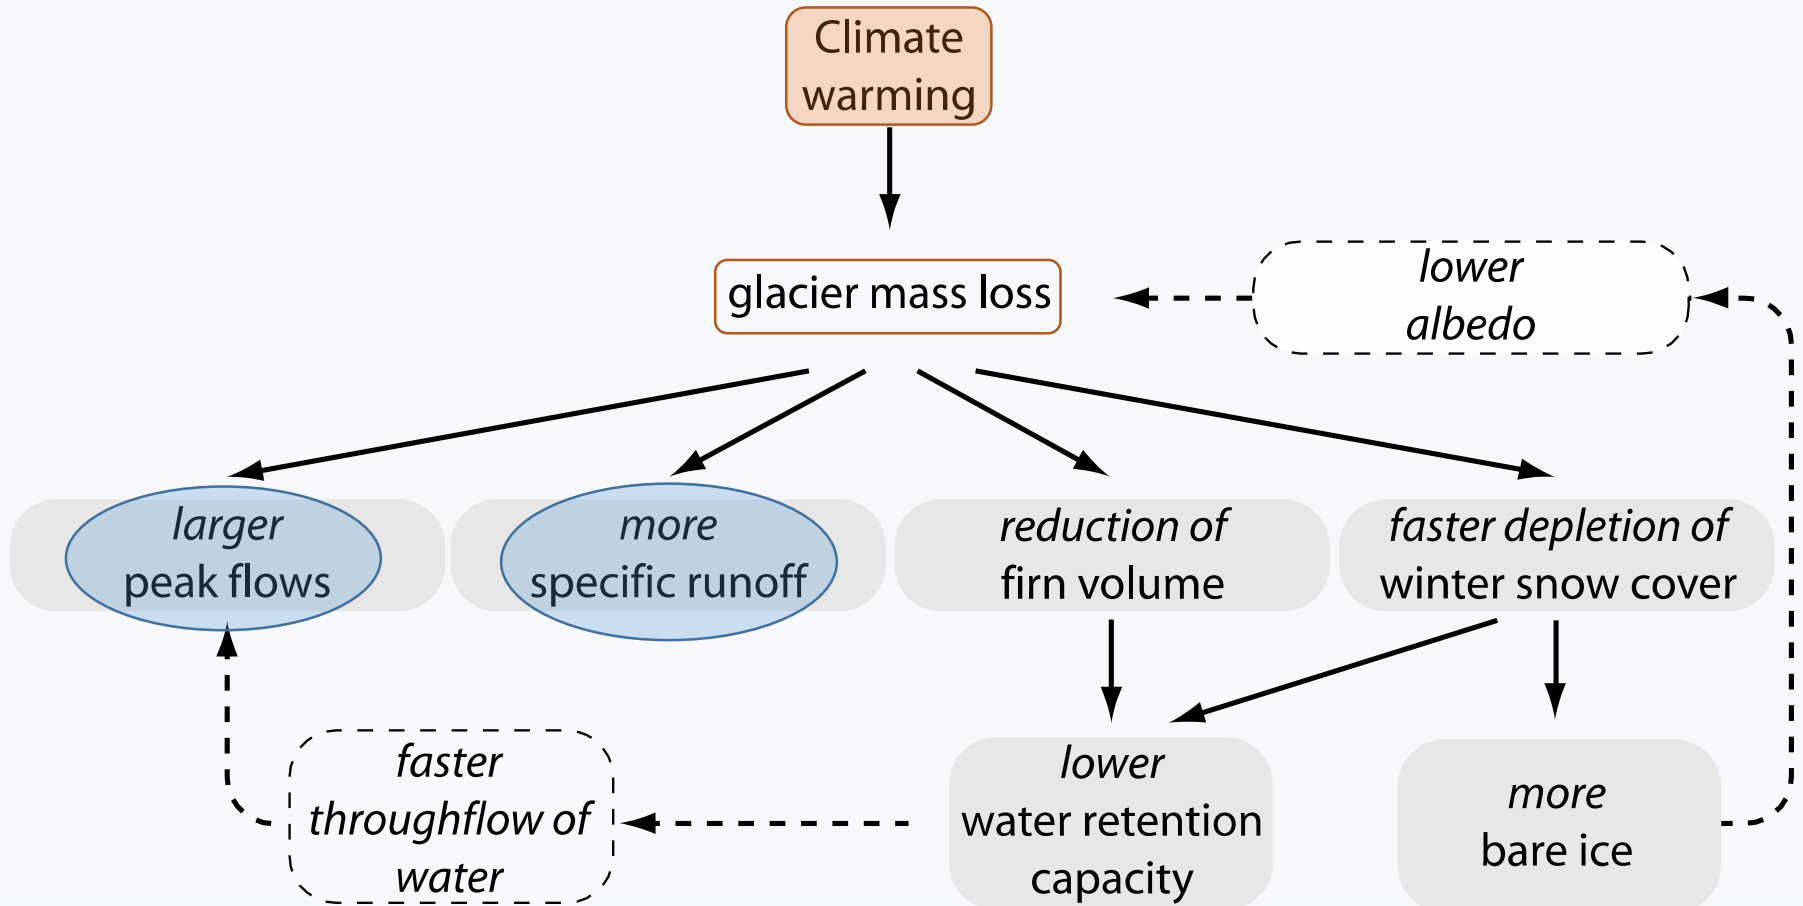 Climate
warming
glacier mass loss
lower
albedo
larger
peak flows
more
specific runoff
reduction of
firn volume
faster depletion of
winter snow cover
faster
throughflow of
water
lower
water retention
capacity
more
bare ice